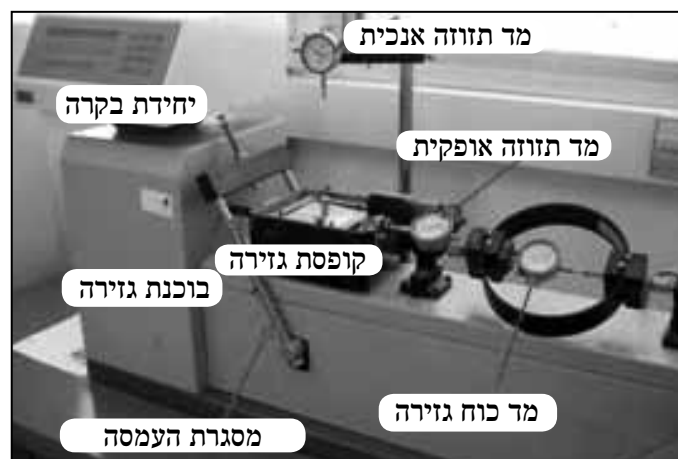 מד תזוזה אנכית
יחידת בקרה
מד תזוזה אופקית
קופסת גזירה
בוכנת גזירה
מד כוח גזירה
מסגרת העמסה